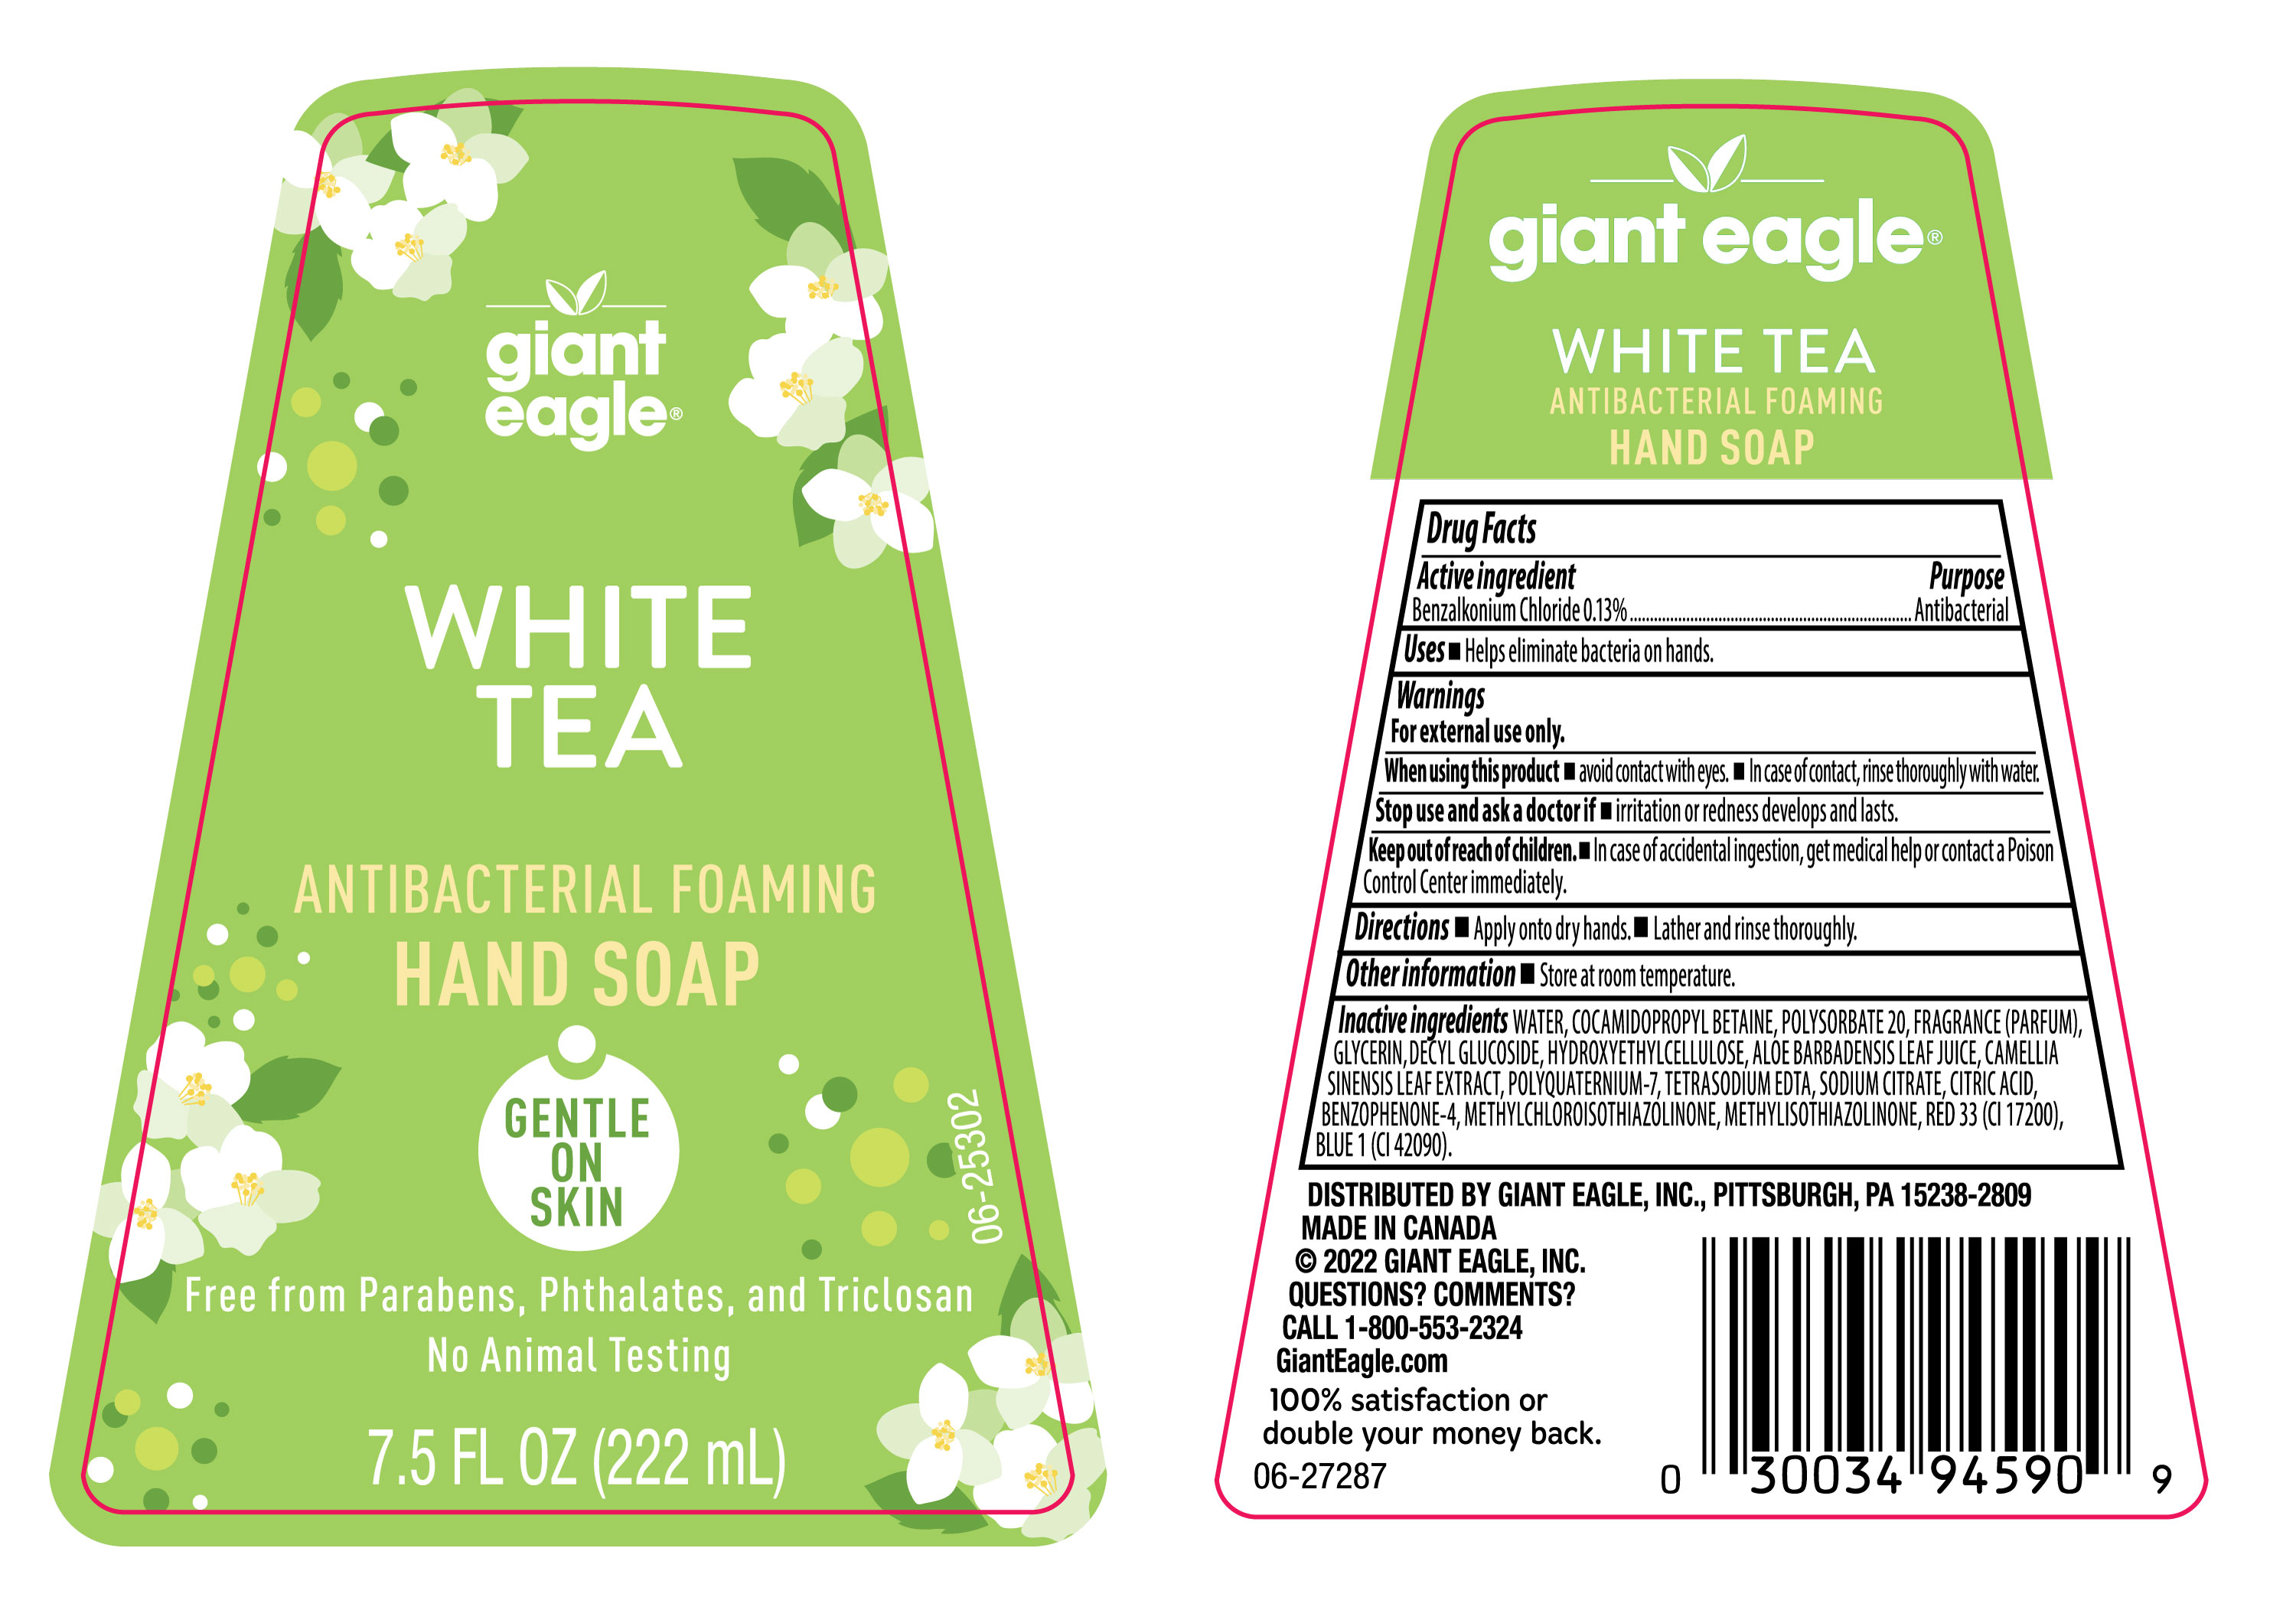 giant
eagle®
WHITE
TEA
ANTIBACTERIAL FOAMING
HAND SOAP
GENTLE
ON
SKIN
06-25302
Free from Parabens, Phthalates, and Triclosan
No Animal Testing
7.5 FL OZ (222 mL)
giant eagle®
WHITE TEA
ANTIBACTERIAL FOAMING
HAND SOAP
Drug Facts
Active ingredient Purpose
Benzalkonium Chloride 0.13%.....................................................................Antibacterial
Uses ■ Helps eliminate bacteria on hands.
Warnings
For external use only.
When using this product ■ avoid contact with eyes. ■ In case of contact, rinse thoroughly with water.
Stop use and ask a doctor if ■ irritation or redness develops and lasts.
Keep out of reach of children. ■ In case of accidental ingestion, get medical help or contact a Poison
Control Center immediately.
Directions ■ Apply onto dry hands. ■ Lather and rinse thoroughly.
Other information ■ Store at room temperature.
Inactive ingredients WATER, COCAMIDOPROPYL BETAINE, POLYSORBATE 20, FRAGRANCE (PARFUM),
GLYCERIN, DECYL GLUCOSIDE, HYDROXYETHYLCELLULOSE, ALOE BARBADENSIS LEAF JUICE, CAMELLIA
SINENSIS LEAF EXTRACT, POLYQUATERNIUM-7, TETRASODIUM EDTA, SODIUM CITRATE, CITRIC ACID,
BENZOPHENONE-4, METHYLCHLOROISOTHIAZOLINONE, METHYLISOTHIAZOLINONE, RED 33 (CI 17200),
BLUE 1 (CI 42090).
DISTRIBUTED BY GIANT EAGLE, INC., PITTSBURGH, PA 15238-2809
MADE IN CANADA
© 2022 GIANT EAGLE, INC.
QUESTIONS? COMMENTS?
CALL 1-800-553-2324
GiantEagle.com
100% satisfaction or
double your money back.
06-27287
0 30034 94590 9